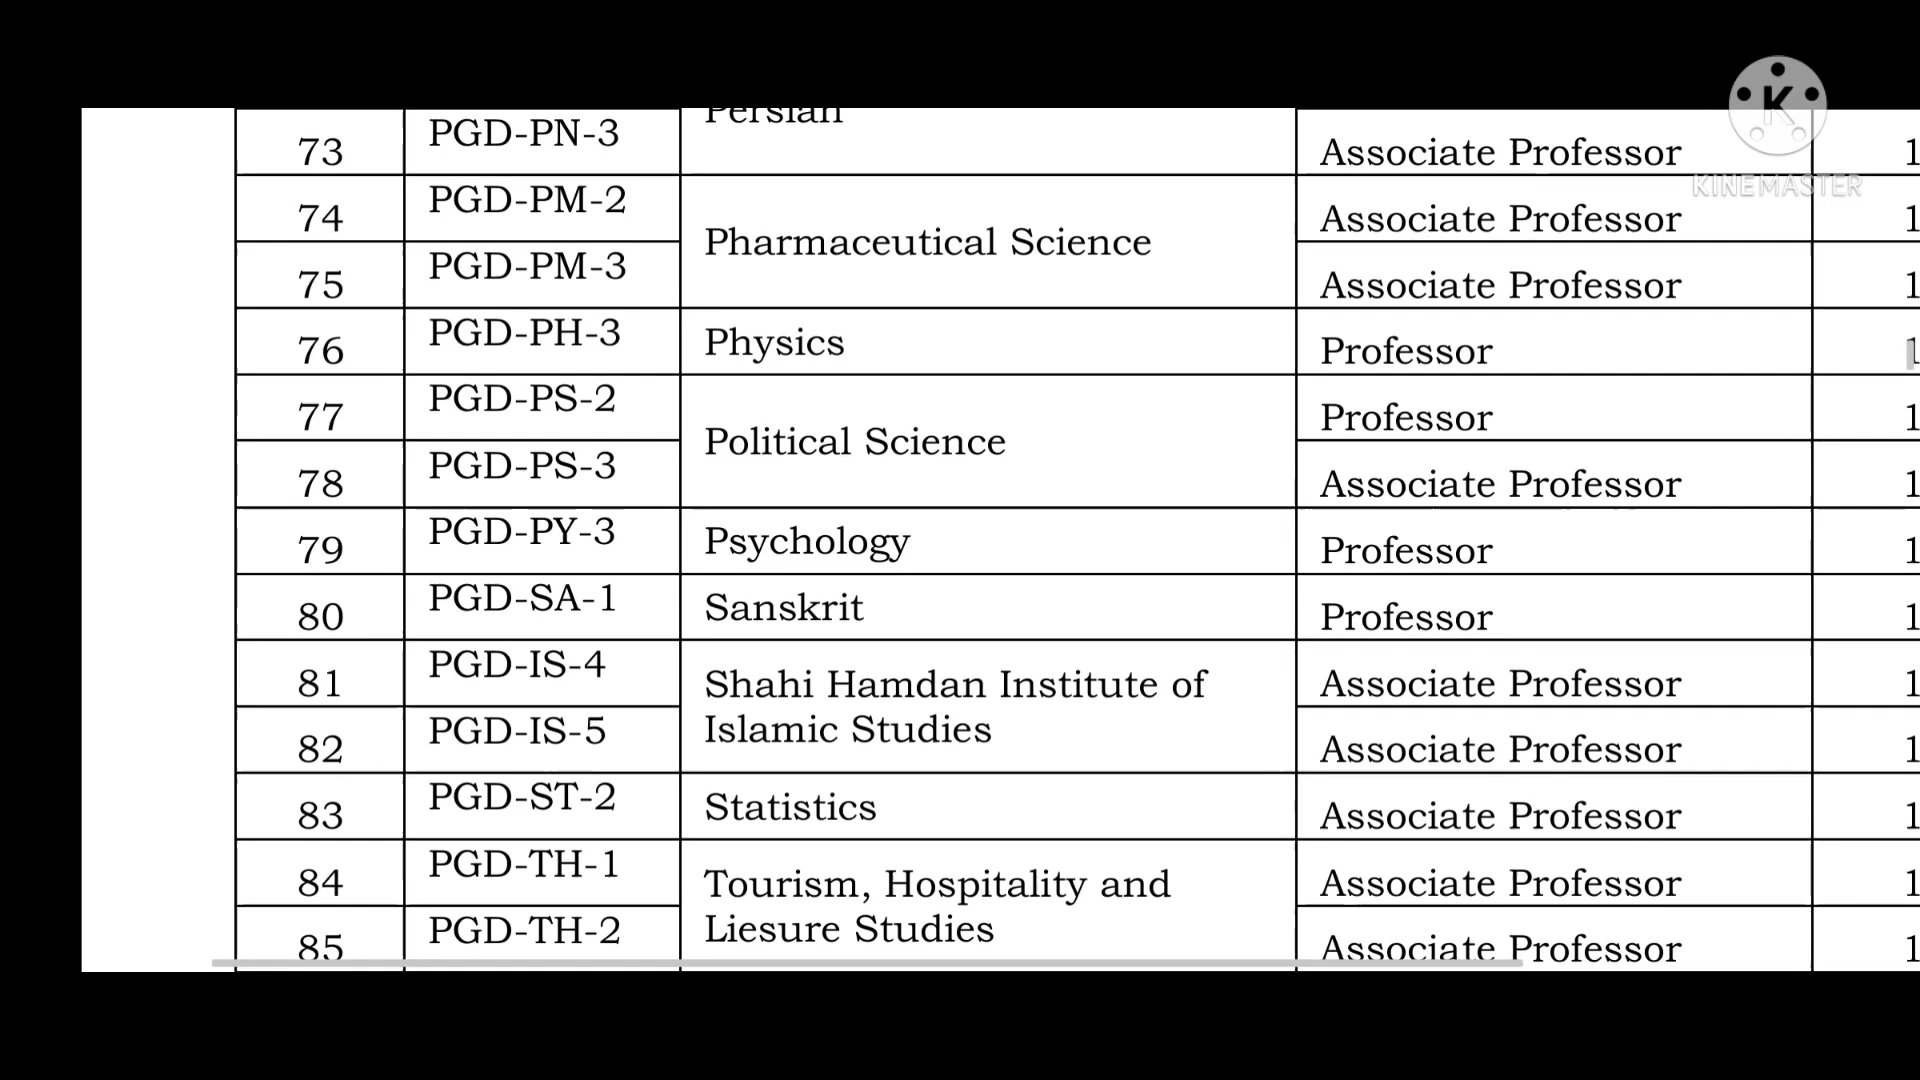 Persian
73 PGD-PN-3 Associate Professor 1
74 PGD-PM-2 Pharmaceutical Science Associate Professor 1
75 PGD-PM-3 Associate Professor 1
76 PGD-PH-3 Physics Professor 1
77 PGD-PS-2 Political Science Professor 1
78 PGD-PS-3 Associate Professor 1
79 PGD-PY-3 Psychology Professor 1
80 PGD-SA-1 Sanskrit Professor 1
81 PGD-IS-4 Shahi Hamdan Institute of Associate Professor 1
82 PGD-IS-5 Islamic Studies Associate Professor 1
83 PGD-ST-2 Statistics Associate Professor 1
84 PGD-TH-1 Tourism, Hospitality and Associate Professor 1
85 PGD-TH-2 Liesure Studies Associate Professor 1
K
KINEMASTER